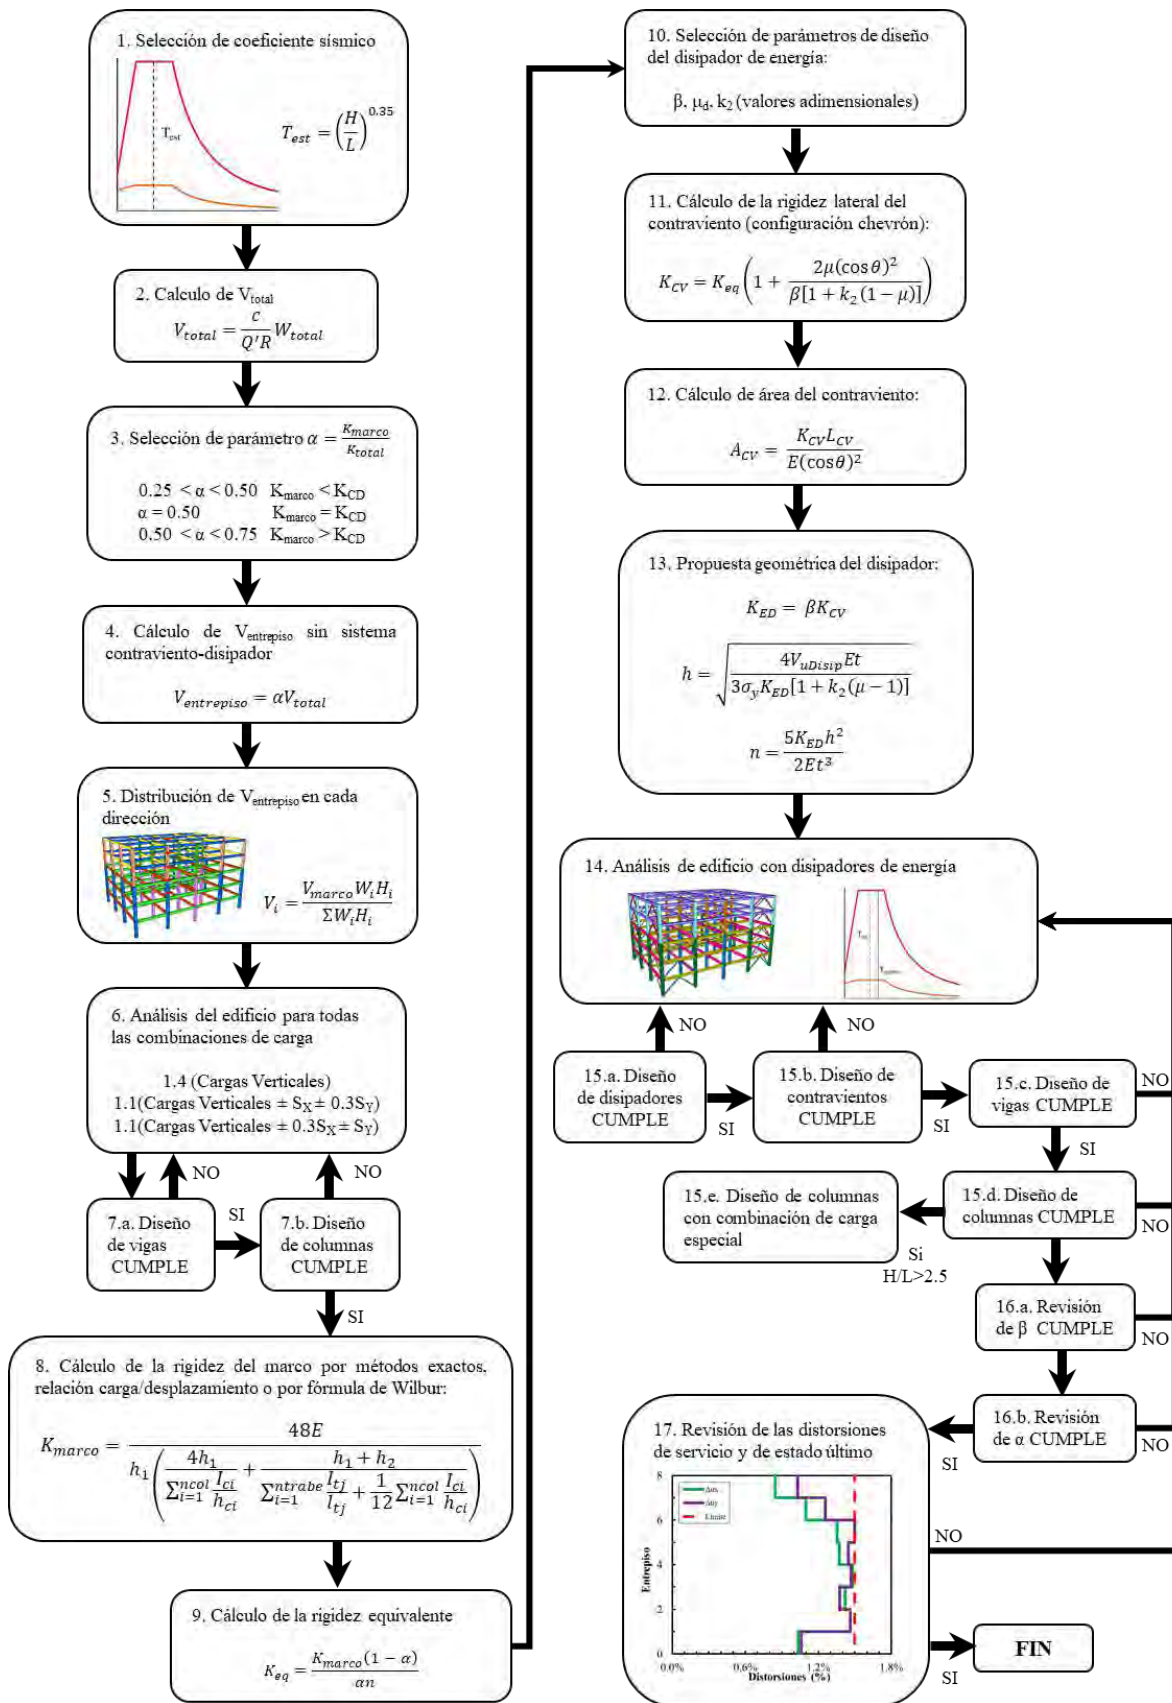 1. Selección de coeficiente sísmico
T_est
T_est = (H/L)^0.35
2. Calculo de V_total
V_total = c/(Q'R) W_total
3. Selección de parámetro α = K_marco/K_total
0.25 < α < 0.50 K_marco < K_CD
α = 0.50 K_marco = K_CD
0.50 < α < 0.75 K_marco > K_CD
4. Cálculo de V_entrepiso sin sistema
contraviento-disipador
V_entrepiso = αV_total
5. Distribución de V_entrepiso en cada
dirección
V_i = V_marco W_i H_i / ΣW_i H_i
6. Análisis del edificio para todas
las combinaciones de carga
1.4 (Cargas Verticales)
1.1(Cargas Verticales ± S_X ± 0.3S_Y)
1.1(Cargas Verticales ± 0.3S_X ± S_Y)
NO
NO
7.a. Diseño
de vigas
CUMPLE
SI
7.b. Diseño
de columnas
CUMPLE
SI
8. Cálculo de la rigidez del marco por métodos exactos,
relación carga/desplazamiento o por fórmula de Wilbur:
K_marco = 48E / (h_1 (4h_1 / (∑_{i=1}^{ncol} I_ci/h_ci) + (h_1 + h_2) / (∑_{i=1}^{ntrabe} I_tj/l_tj + 1/12 ∑_{i=1}^{ncol} I_ci/h_ci)))
9. Cálculo de la rigidez equivalente
K_eq = K_marco(1 − α) / αn
10. Selección de parámetros de diseño
del disipador de energía:
β, μ_d, k_2 (valores adimensionales)
11. Cálculo de la rigidez lateral del
contraviento (configuración chevrón):
K_CV = K_eq (1 + 2μ(cos θ)^2 / β[1 + k_2(1 − μ)])
12. Cálculo de área del contraviento:
A_CV = K_CV L_CV / E(cosθ)^2
13. Propuesta geométrica del disipador:
K_ED = βK_CV
h = √(4V_uDisip Et / 3σ_y K_ED[1 + k_2(μ − 1)])
n = 5K_ED h^2 / 2Et^3
14. Análisis de edificio con disipadores de energía
NO
NO
15.a. Diseño
de disipadores
CUMPLE
SI
15.b. Diseño de
contravientos
CUMPLE
SI
15.c. Diseño de
vigas CUMPLE
NO
SI
15.d. Diseño de
columnas CUMPLE
NO
15.e. Diseño de columnas
con combinación de carga
especial
Si
H/L>2.5
16.a. Revisión
de β CUMPLE
NO
16.b. Revisión
de α CUMPLE
NO
SI
17. Revisión de las distorsiones
de servicio y de estado último
8
6
4
2
0
Entrepiso
Límite
0.0% 0.6% 1.2% 1.8%
Distorsiones (%)
NO
SI
FIN